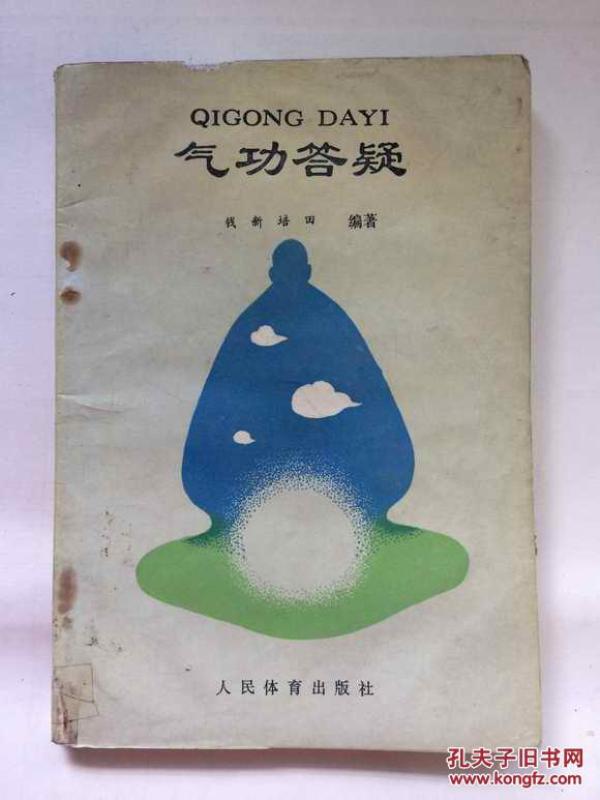 QIGONG DAYI
气功答疑
钱新培田 编著
人民体育出版社
孔夫子旧书网
www.kongfz.com